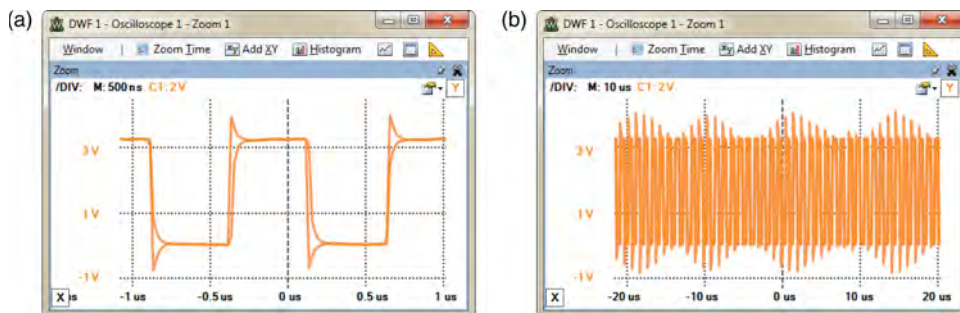 (a)
DWF 1 - Oscilloscope 1 - Zoom 1
Window | Zoom Time Add XY Histogram
Zoom
/DIV: M: 500 ns C1: 2 V Y
3 V
1 V
-1 V
X -1 us -0.5 us 0 us 0.5 us 1 us
(b)
DWF 1 - Oscilloscope 1 - Zoom 1
Window | Zoom Time Add XY Histogram
Zoom
/DIV: M: 10 us C1: 2 V Y
3 V
1 V
-1 V
X -20 us -10 us 0 us 10 us 20 us